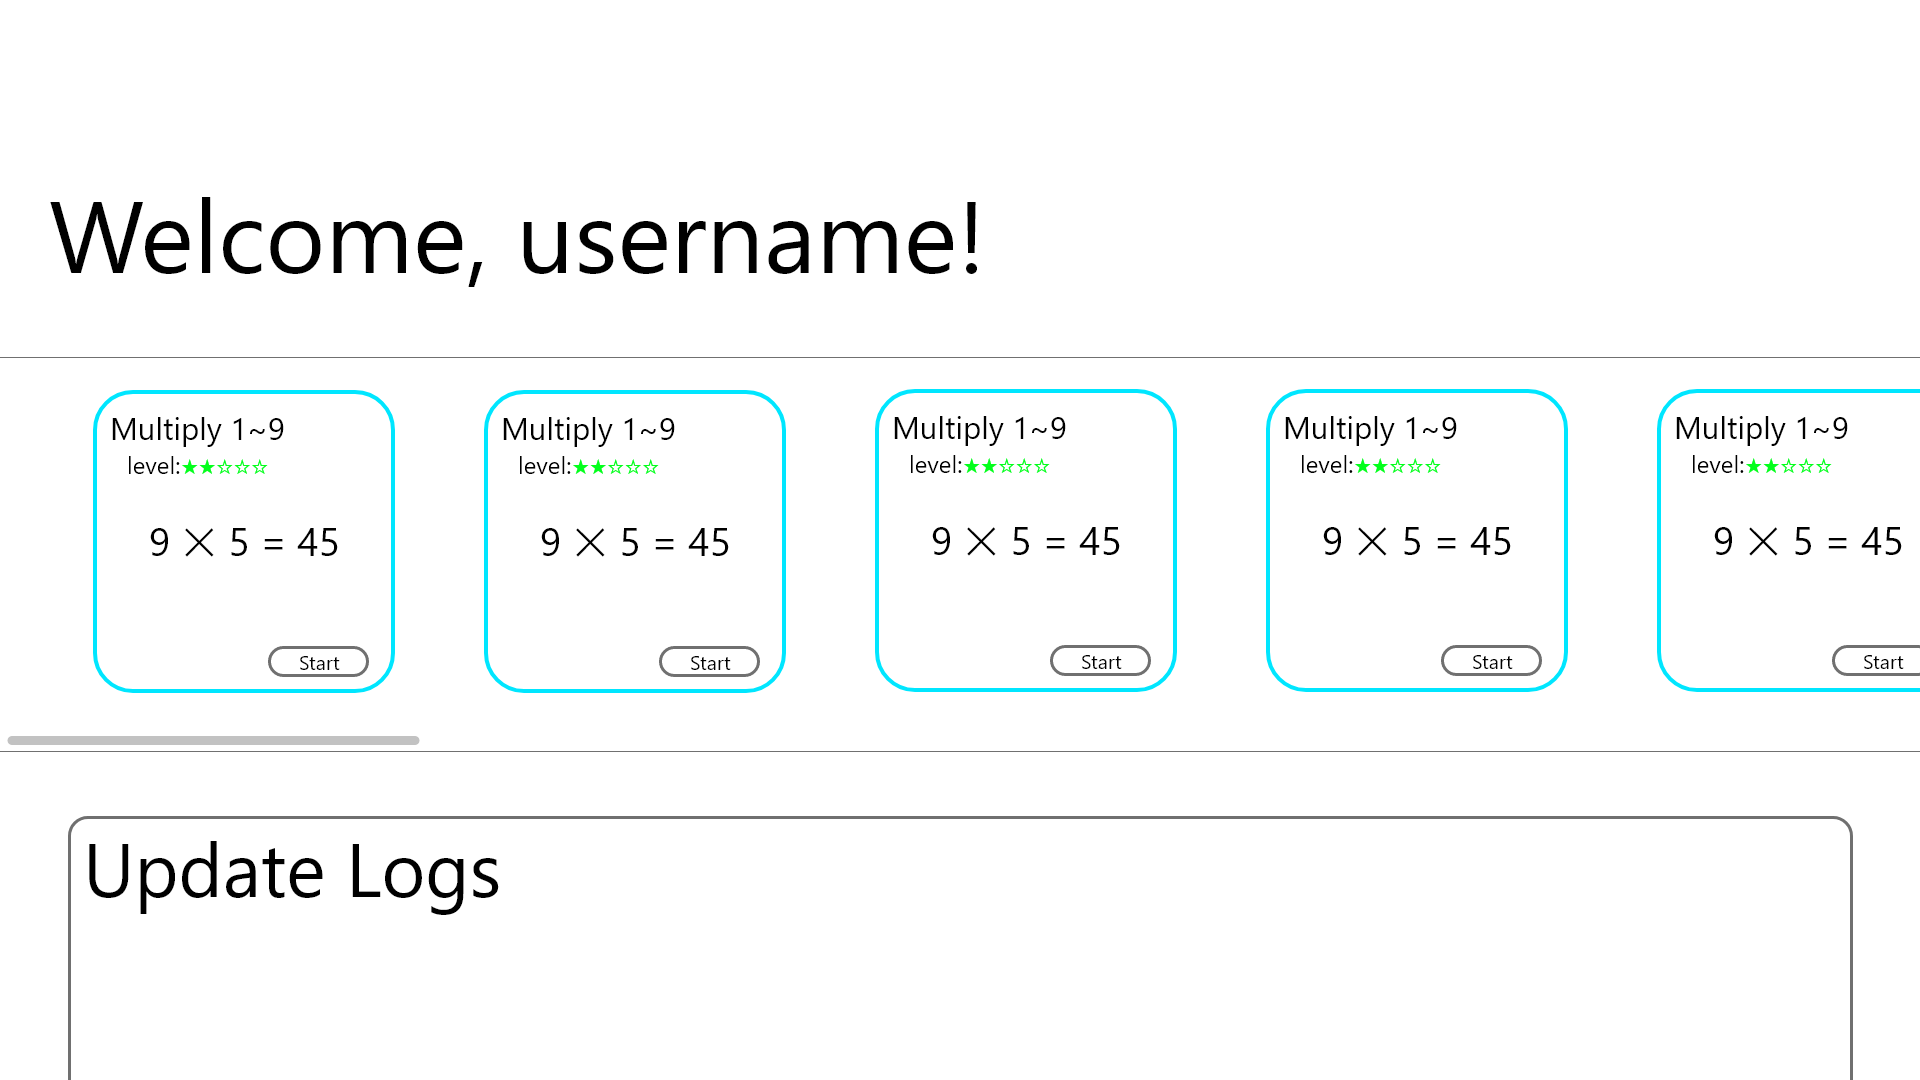 Welcome, username!
Multiply 1~9
level:★★☆☆☆
9 × 5 = 45
Start
Multiply 1~9
level:★★☆☆☆
9 × 5 = 45
Start
Multiply 1~9
level:★★☆☆☆
9 × 5 = 45
Start
Multiply 1~9
level:★★☆☆☆
9 × 5 = 45
Start
Multiply 1~9
level:★★☆☆☆
9 × 5 = 45
Start
Update Logs